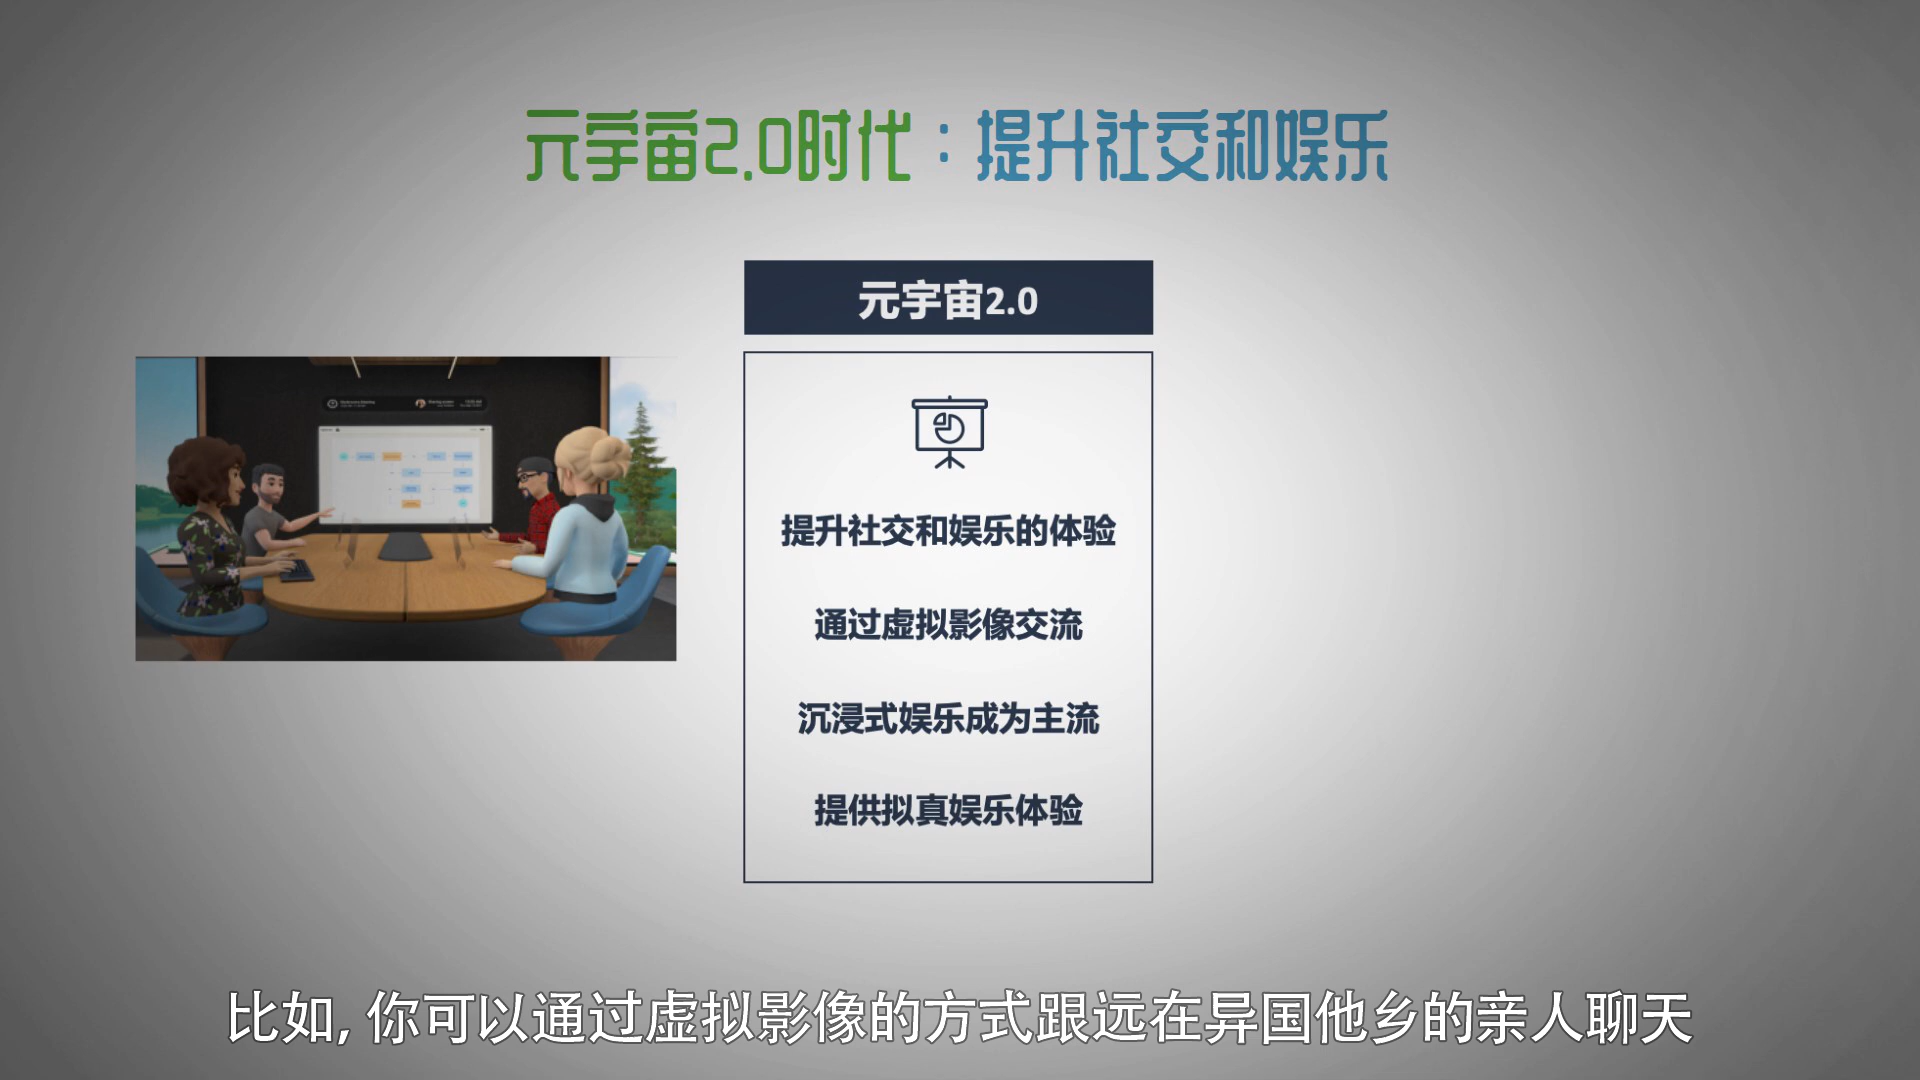 元宇宙2.0时代：提升社交和娱乐
元宇宙2.0
提升社交和娱乐的体验
通过虚拟影像交流
沉浸式娱乐成为主流
提供拟真娱乐体验
比如, 你可以通过虚拟影像的方式跟远在异国他乡的亲人聊天